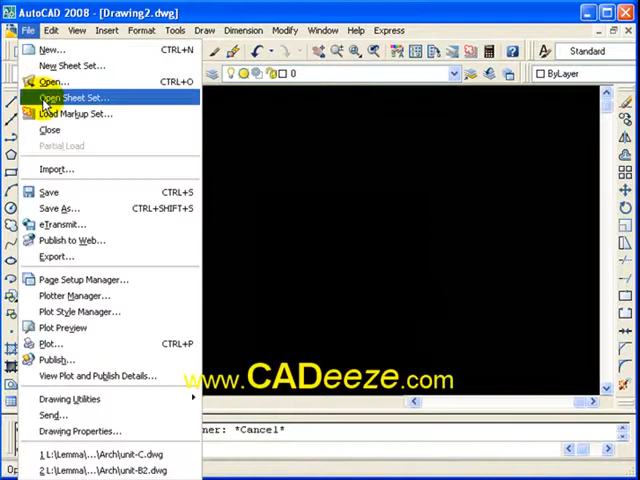 AutoCAD 2008 - [Drawing2.dwg]
File Edit View Insert Format Tools Draw Dimension Modify Window Help Express
Standard
0
ByLayer
New... CTRL+N
New Sheet Set...
Open... CTRL+O
Open Sheet Set...
Load Markup Set...
Close
Partial Load
Import...
Save CTRL+S
Save As... CTRL+SHIFT+S
eTransmit...
Publish to Web...
Export...
Page Setup Manager...
Plotter Manager...
Plot Style Manager...
Plot Preview
Plot... CTRL+P
Publish...
View Plot and Publish Details...
Drawing Utilities
Send...
Drawing Properties...
1 L:\Lemma\...\Arch\unit-C.dwg
2 L:\Lemma\...\Arch\unit-B2.dwg
www.CADeeze.com
ner: *Cancel*